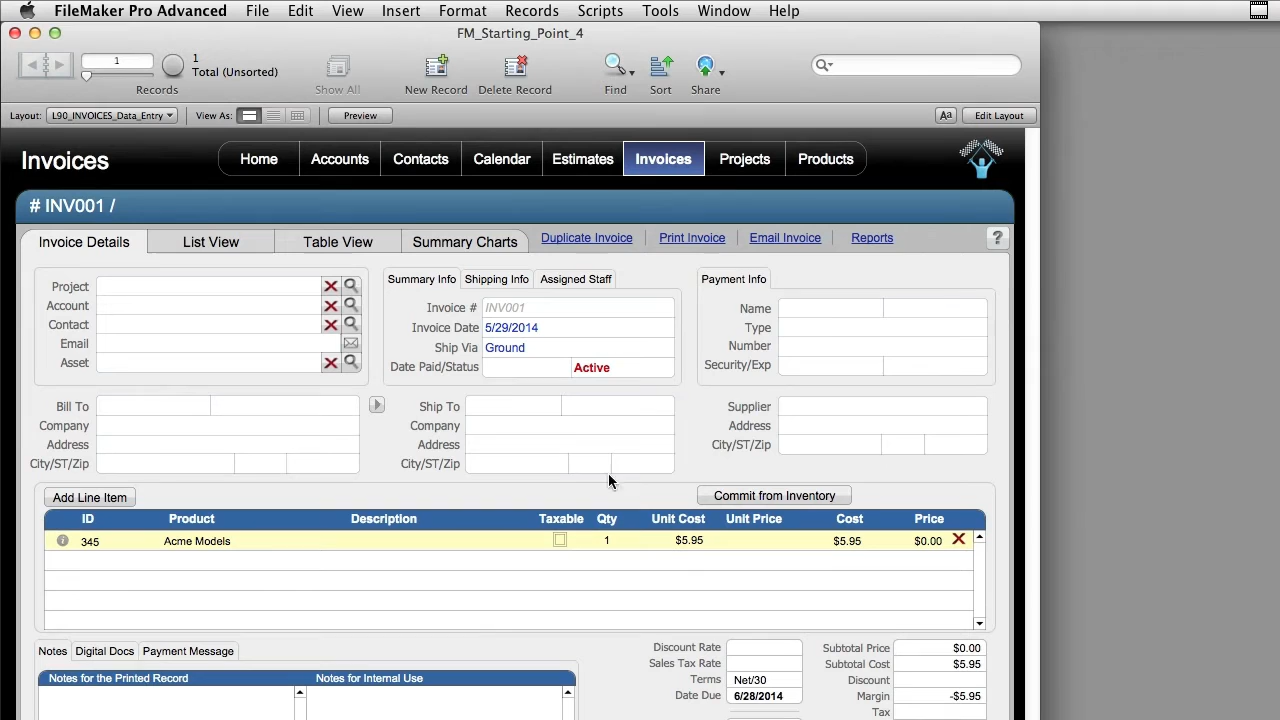 FileMaker Pro Advanced File Edit View Insert Format Records Scripts Tools Window Help
FM_Starting_Point_4
1
1
Total (Unsorted)
Records
Show All New Record Delete Record Find Sort Share
Layout: L90_INVOICES_Data_Entry View As: Preview Aa Edit Layout
Invoices Home Accounts Contacts Calendar Estimates Invoices Projects Products
# INV001 /
Invoice Details List View Table View Summary Charts Duplicate Invoice Print Invoice Email Invoice Reports ?
Summary Info Shipping Info Assigned Staff Payment Info
Project
Account
Contact
Email
Asset
Invoice # INV001
Invoice Date 5/29/2014
Ship Via Ground
Date Paid/Status Active
Name
Type
Number
Security/Exp
Bill To
Company
Address
City/ST/Zip
Ship To
Company
Address
City/ST/Zip
Supplier
Address
City/ST/Zip
Add Line Item Commit from Inventory
ID Product Description Taxable Qty Unit Cost Unit Price Cost Price
345 Acme Models 1 $5.95 $5.95 $0.00
Notes Digital Docs Payment Message
Notes for the Printed Record Notes for Internal Use
Discount Rate
Sales Tax Rate
Terms Net/30
Date Due 6/28/2014
Subtotal Price $0.00
Subtotal Cost $5.95
Discount
Margin -$5.95
Tax